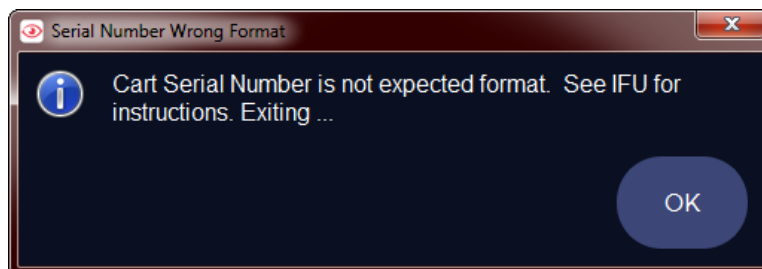 Serial Number Wrong Format
Cart Serial Number is not expected format.  See IFU for
instructions. Exiting ...
OK